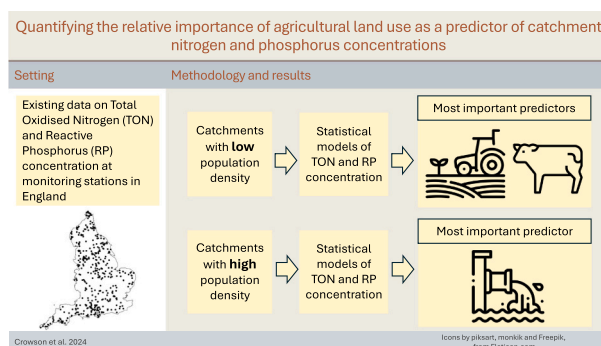 Quantifying the relative importance of agricultural land use as a predictor of catchment
nitrogen and phosphorus concentrations
Setting
Methodology and results
Existing data on Total
Oxidised Nitrogen (TON)
and Reactive
Phosphorus (RP)
concentration at
monitoring stations in
England
Catchments
with low
population
density
Statistical
models of
TON and RP
concentration
Most important predictors
Catchments
with high
population
density
Statistical
models of
TON and RP
concentration
Most important predictor
Crowson et al. 2024
Icons by piksart, monkik and Freepik,
from Flaticon.com